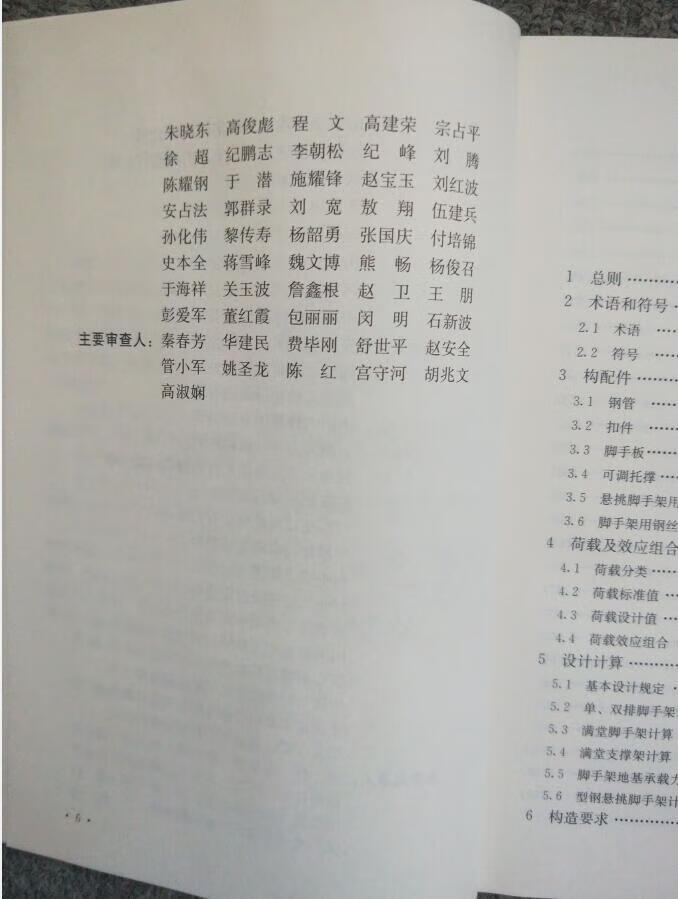 朱晓东 高俊彪 程 文 高建荣 宗占平
徐 超 纪鹏志 李朝松 纪 峰 刘 腾
陈耀钢 于 潜 施耀锋 赵宝玉 刘红波
安占法 郭群录 刘 宽 敖 翔 伍建兵
孙化伟 黎传寿 杨韶勇 张国庆 付培锦
史本全 蒋雪峰 魏文博 熊 畅 杨俊召
于海祥 关玉波 詹鑫根 赵 卫 王 朋
彭爱军 董红霞 包丽丽 闵 明 石新波
主要审查人：秦春芳 华建民 费毕刚 舒世平 赵安全
管小军 姚圣龙 陈 红 宫守河 胡兆文
高淑娴
·6·
1 总则
2 术语和符号
2.1 术语
2.2 符号
3 构配件
3.1 钢管
3.2 扣件
3.3 脚手板
3.4 可调托撑
3.5 悬挑脚手架用
3.6 脚手架用钢丝
4 荷载及效应组合
4.1 荷载分类
4.2 荷载标准值
4.3 荷载设计值
4.4 荷载效应组合
5 设计计算
5.1 基本设计规定
5.2 单、双排脚手架
5.3 满堂脚手架计算
5.4 满堂支撑架计算
5.5 脚手架地基承载力
5.6 型钢悬挑脚手架计
6 构造要求